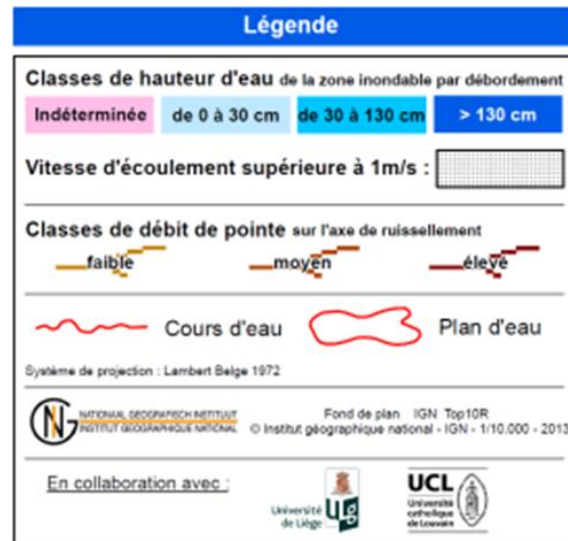 Légende
Classes de hauteur d'eau de la zone inondable par débordement
Indéterminée de 0 à 30 cm de 30 à 130 cm > 130 cm
Vitesse d'écoulement supérieure à 1m/s :
Classes de débit de pointe sur l'axe de ruissellement
faible moyen élevé
Cours d'eau Plan d'eau
Système de projection : Lambert Belge 1972
NGI NATIONAAL GEOGRAFISCH INSTITUUT
INSTITUT GEOGRAPHIQUE NATIONAL
Fond de plan IGN Top10R
© Institut géographique national - IGN - 1/10.000 - 2013
En collaboration avec :
Université
de Liège
ULg
UCL
Université
catholique
de Louvain